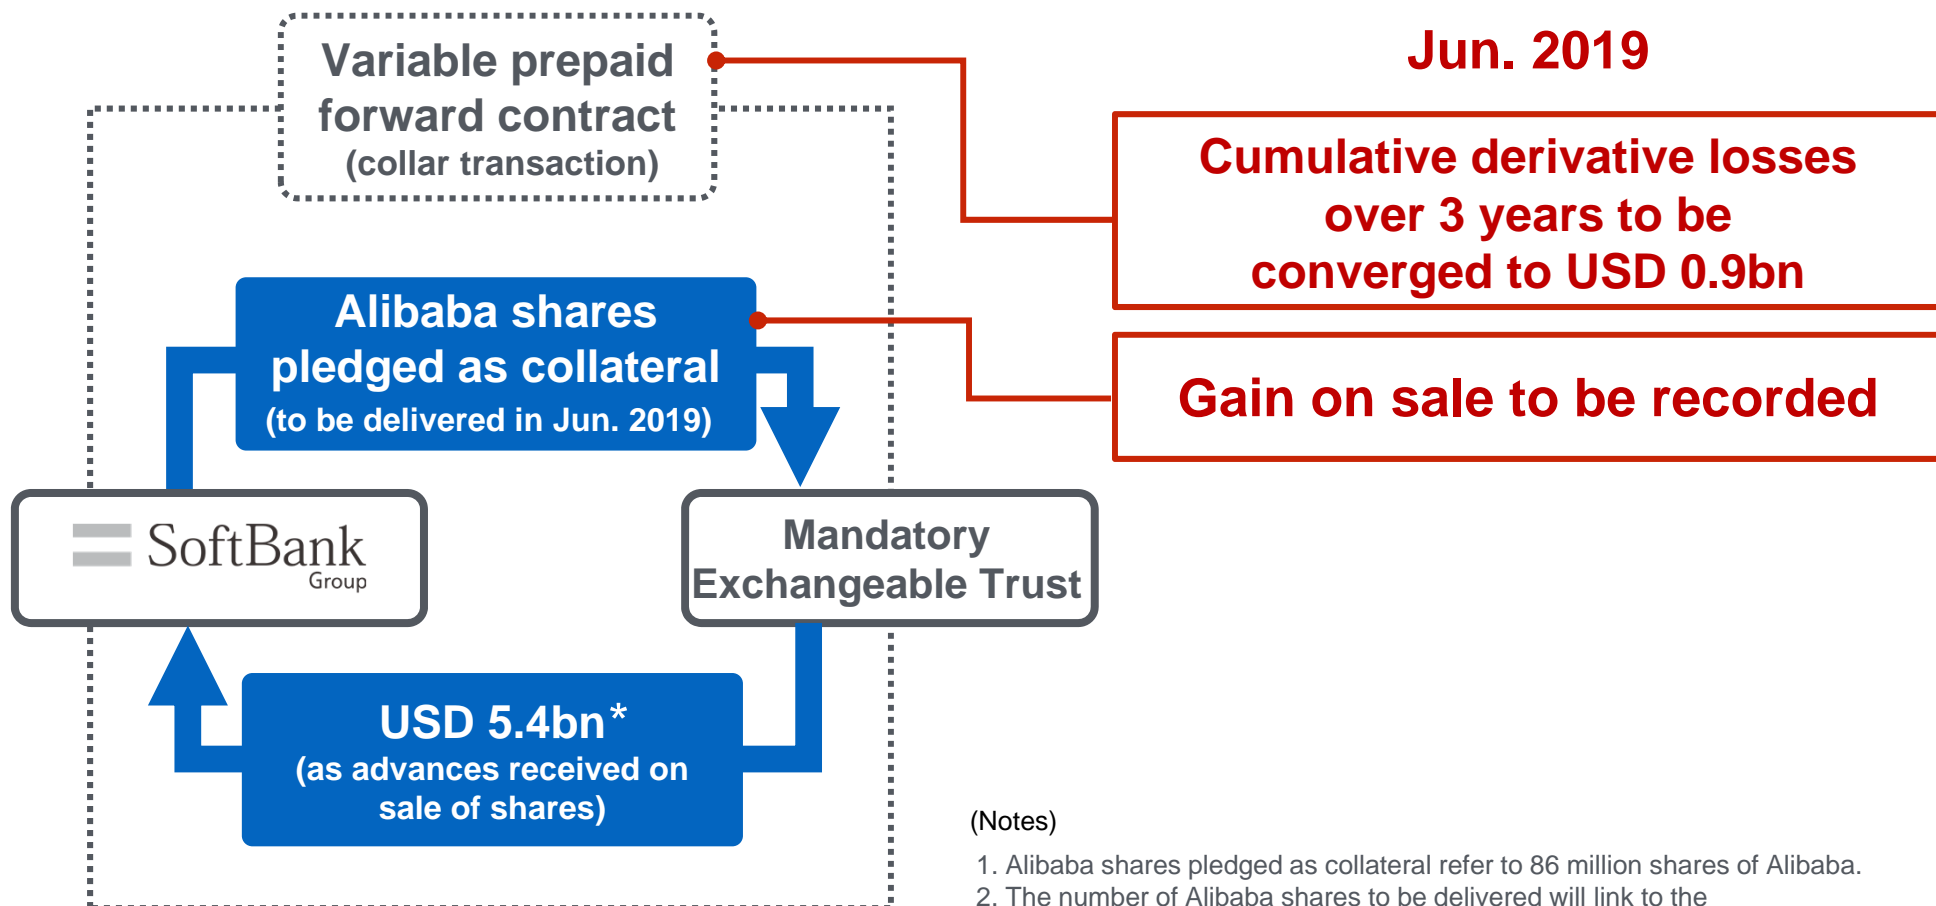 Variable prepaid
forward contract
(collar transaction)
Jun. 2019
Cumulative derivative losses
over 3 years to be
converged to USD 0.9bn
Alibaba shares
pledged as collateral
(to be delivered in Jun. 2019)
Gain on sale to be recorded
SoftBank
Group
Mandatory
Exchangeable Trust
USD 5.4bn*
(as advances received on
sale of shares)
(Notes)
1. Alibaba shares pledged as collateral refer to 86 million shares of Alibaba.
2. The number of Alibaba shares to be delivered will link to the